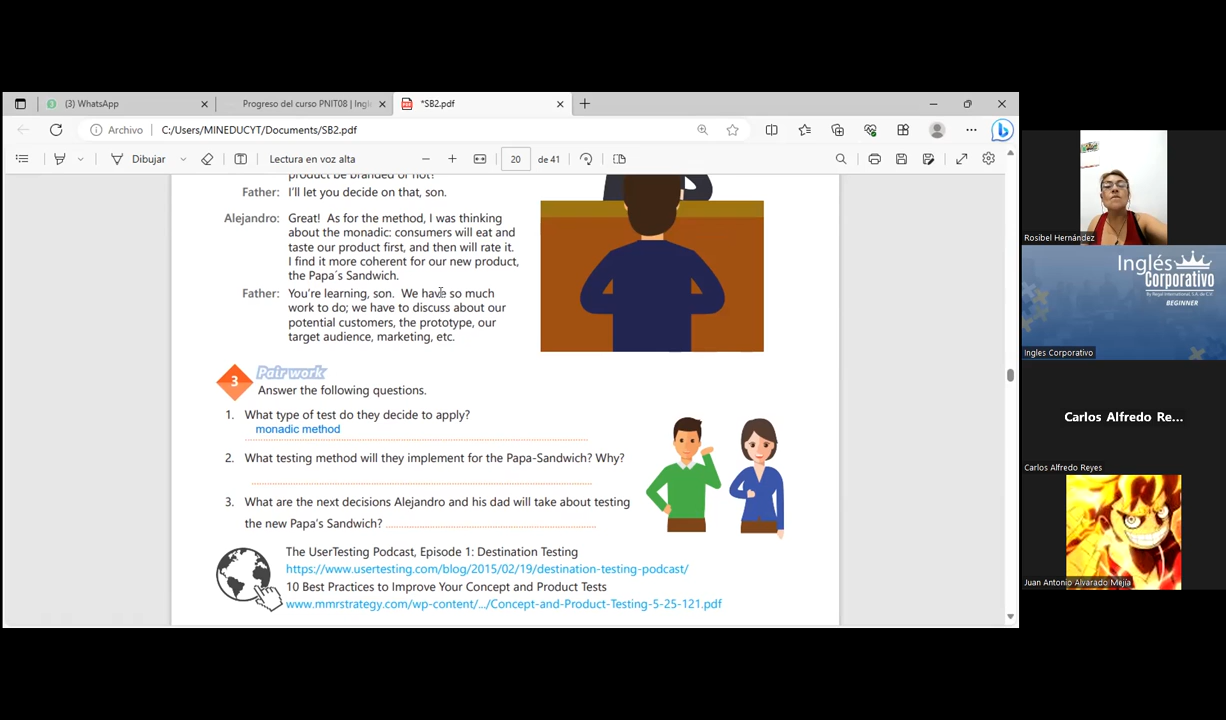 (3) WhatsApp
Progreso del curso PNIT08 | Ingl
*SB2.pdf
Archivo
C:/Users/MINEDUCYT/Documents/SB2.pdf
Dibujar
Lectura en voz alta
20
de 41
product be branded or not?
Father: I'll let you decide on that, son.
Alejandro: Great! As for the method, I was thinking
about the monadic: consumers will eat and
taste our product first, and then will rate it.
I find it more coherent for our new product,
the Papa´s Sandwich.
Father: You're learning, son. We have so much
work to do; we have to discuss about our
potential customers, the prototype, our
target audience, marketing, etc.
3
Pair work
Answer the following questions.
1. What type of test do they decide to apply?
monadic method
2. What testing method will they implement for the Papa-Sandwich? Why?
3. What are the next decisions Alejandro and his dad will take about testing
the new Papa's Sandwich?
The UserTesting Podcast, Episode 1: Destination Testing
https://www.usertesting.com/blog/2015/02/19/destination-testing-podcast/
10 Best Practices to Improve Your Concept and Product Tests
www.mmrstrategy.com/wp-content/.../Concept-and-Product-Testing-5-25-121.pdf
Rosibel Hernández
Inglés
Corporativo
BEGINNER
Ingles Corporativo
Carlos Alfredo Re...
Carlos Alfredo Reyes
Juan Antonio Alvarado Mejía